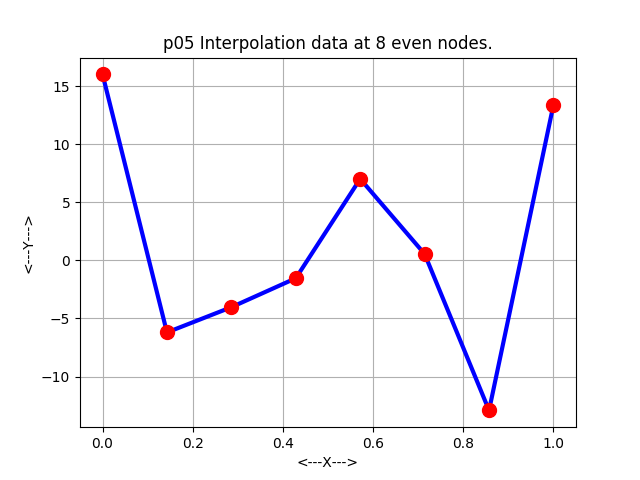 p05 Interpolation data at 8 even nodes.
15
10
5
0
−5
−10
<---Y--->
0.0 0.2 0.4 0.6 0.8 1.0
<---X--->